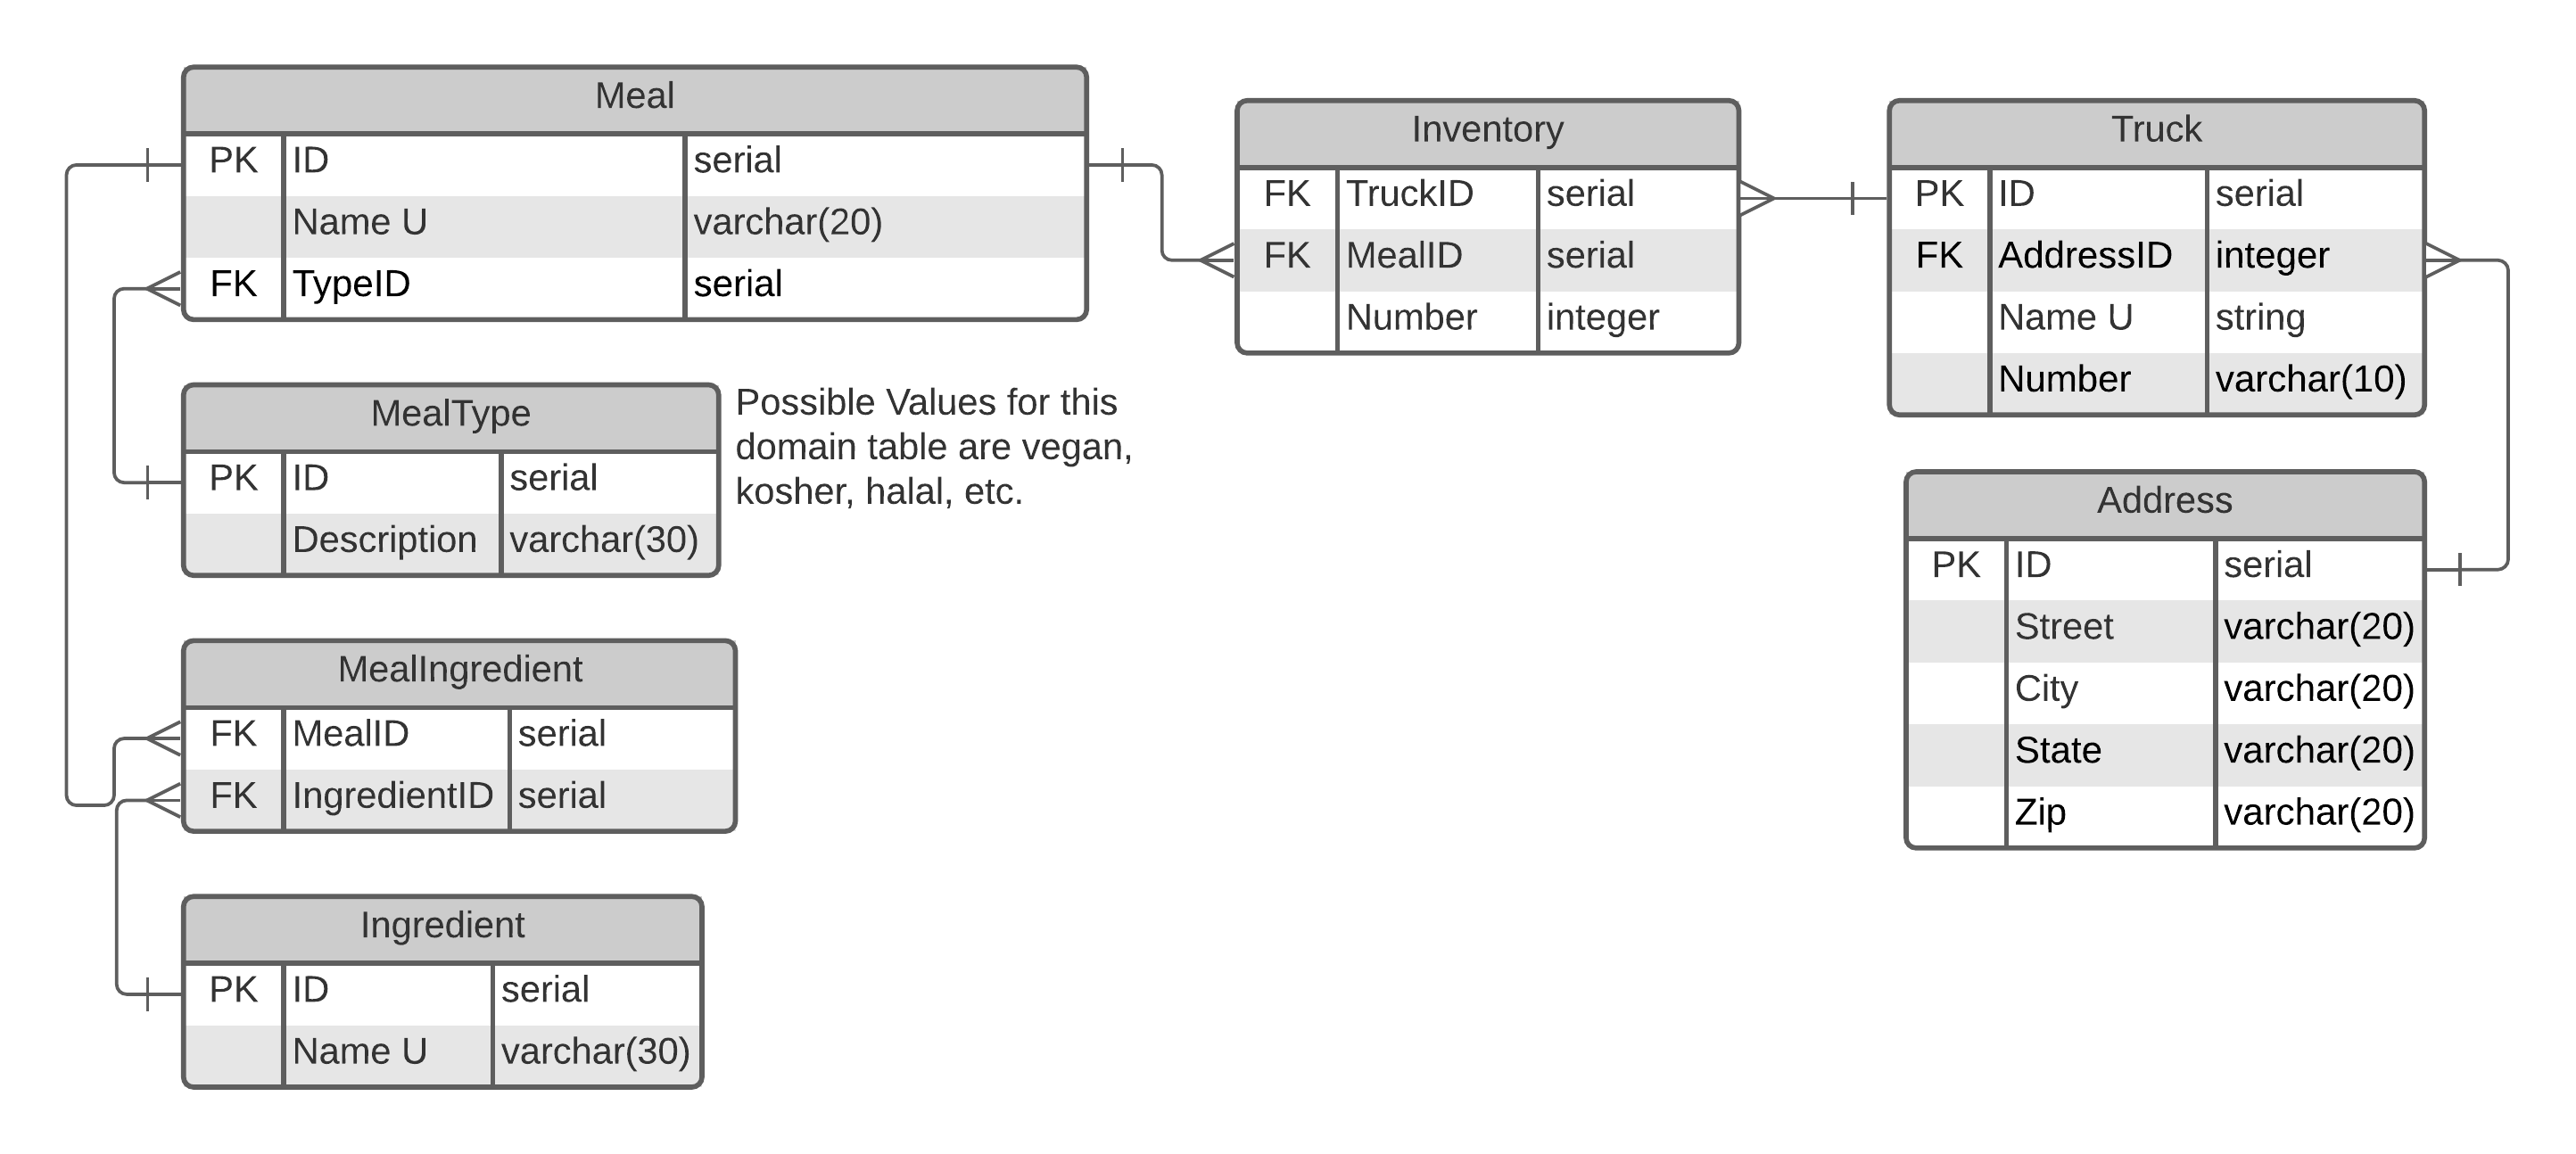 Meal
PK ID serial
Name U varchar(20)
FK TypeID serial
MealType
PK ID serial
Description varchar(30)
Possible Values for this
domain table are vegan,
kosher, halal, etc.
MealIngredient
FK MealID serial
FK IngredientID serial
Ingredient
PK ID serial
Name U varchar(30)
Inventory
FK TruckID serial
FK MealID serial
Number integer
Truck
PK ID serial
FK AddressID integer
Name U string
Number varchar(10)
Address
PK ID serial
Street varchar(20)
City varchar(20)
State varchar(20)
Zip varchar(20)